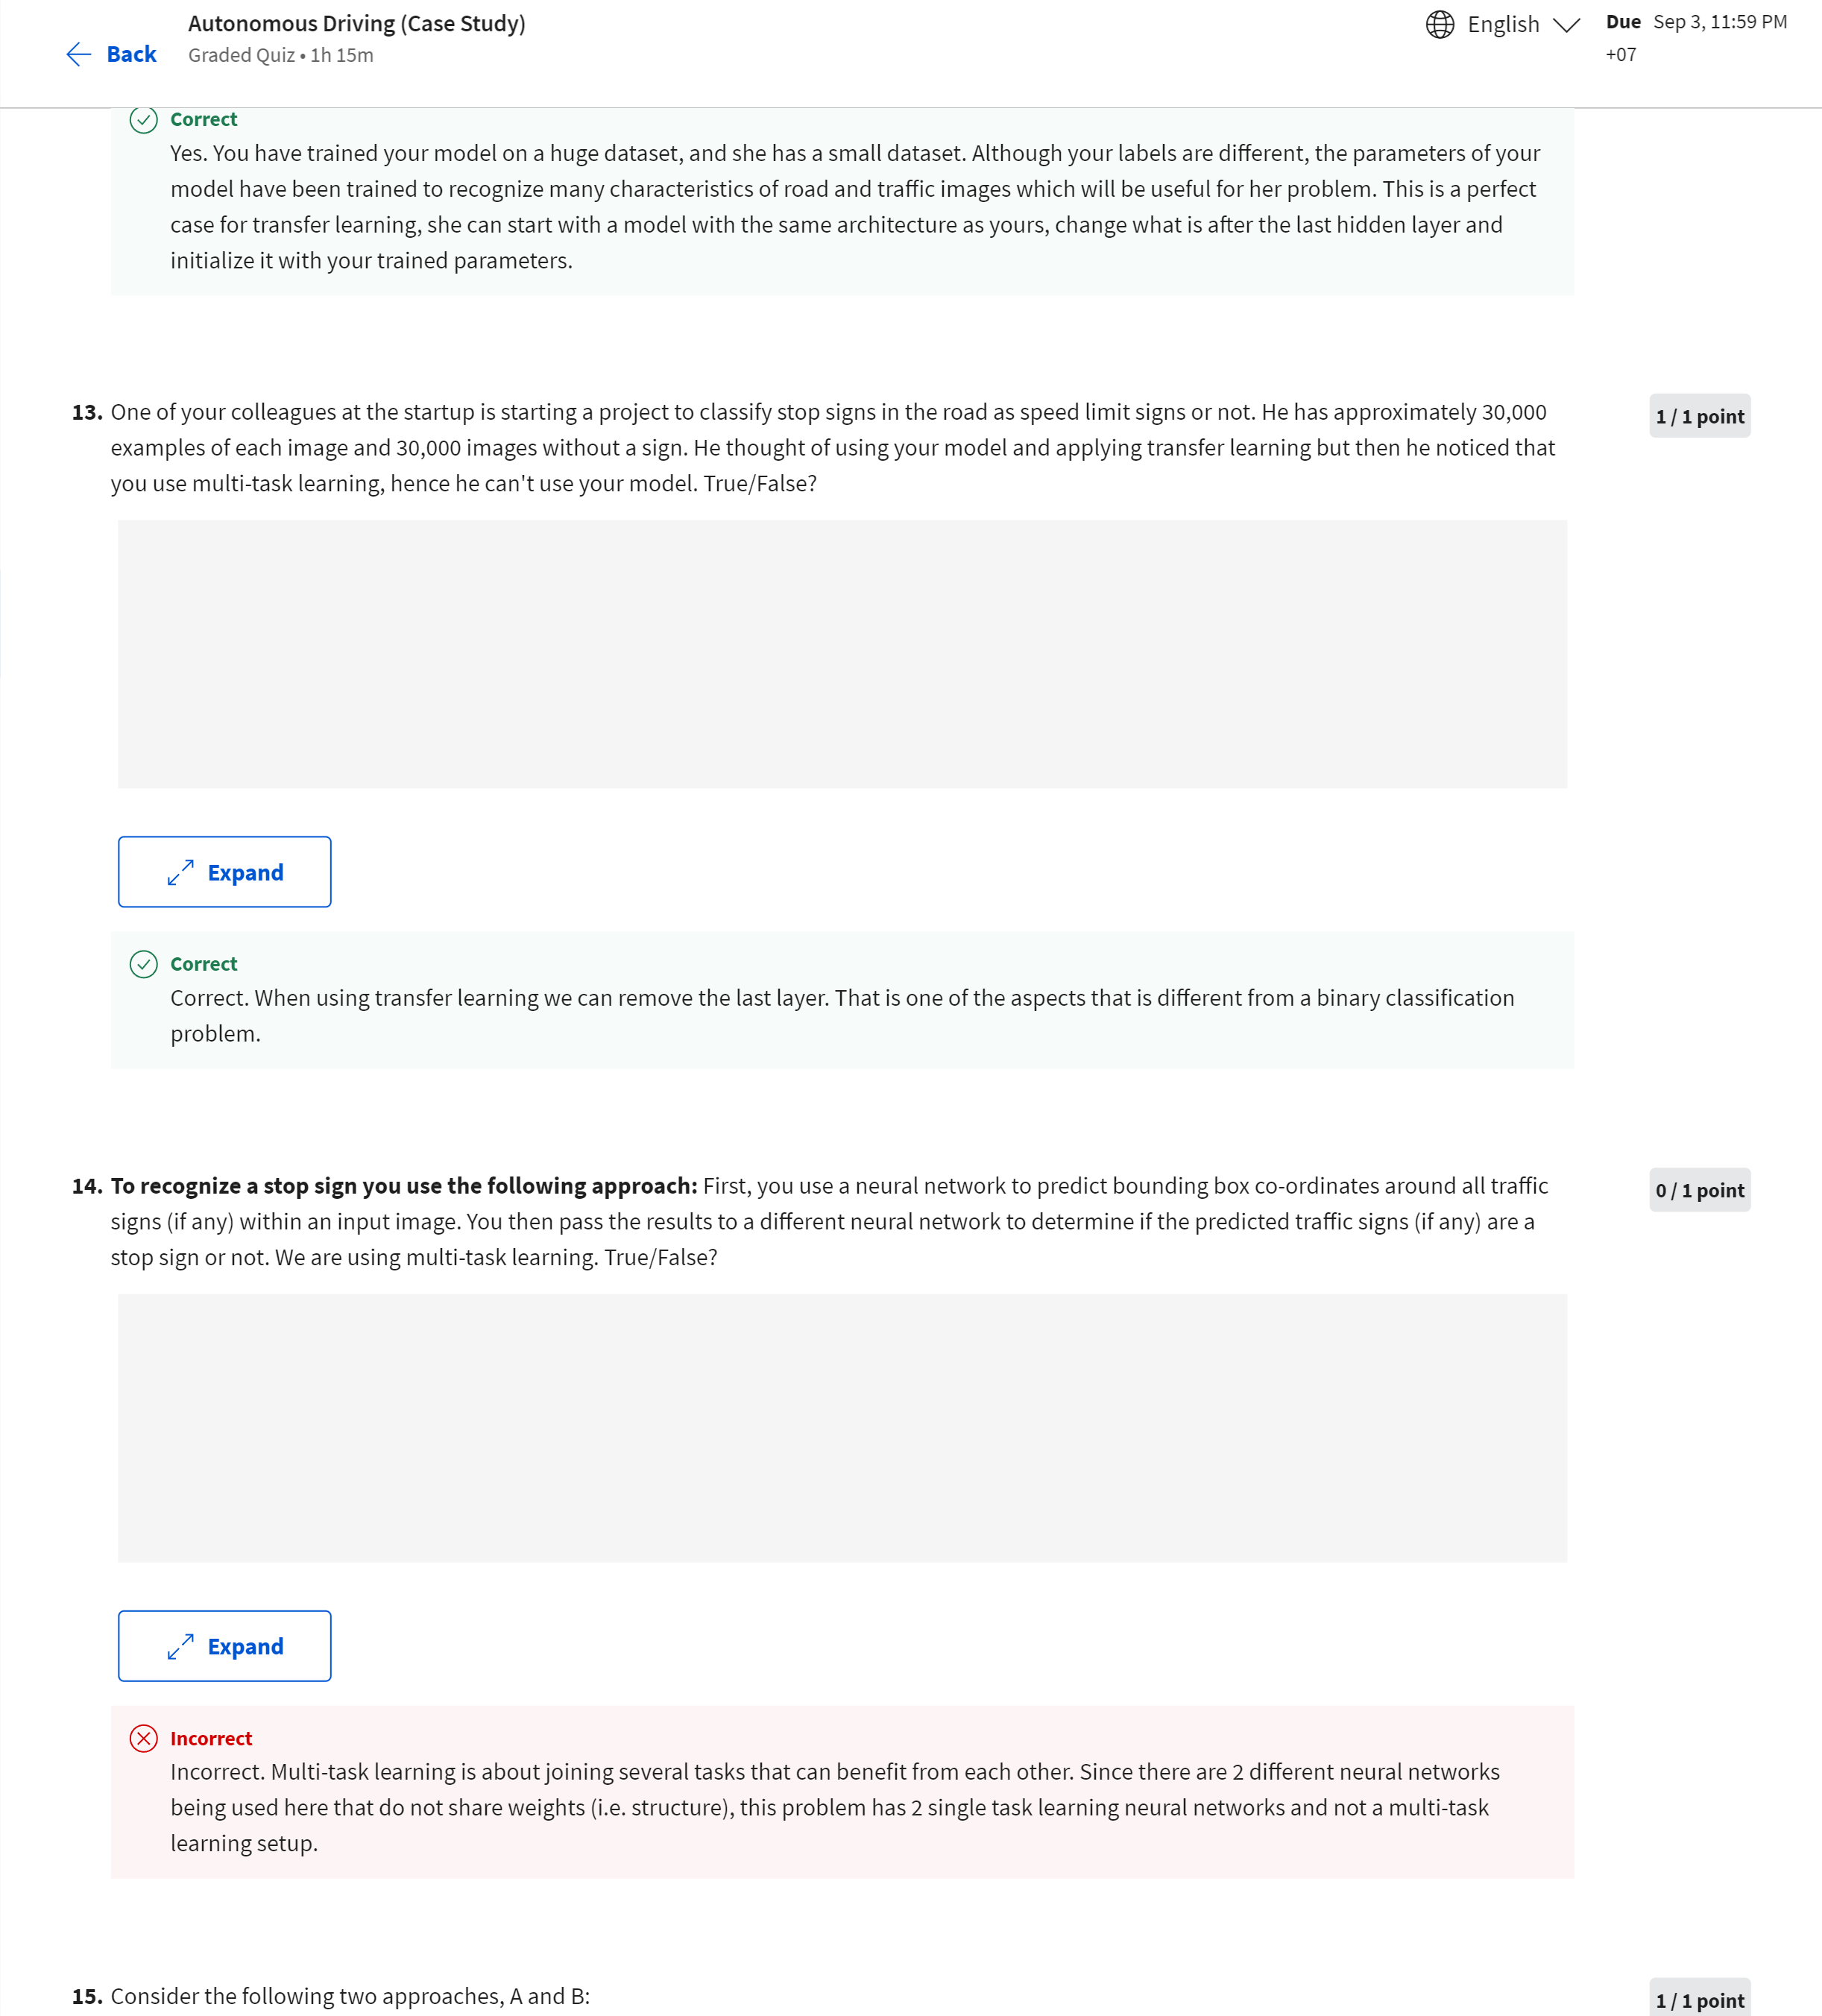 Autonomous Driving (Case Study)
Back
Graded Quiz • 1h 15m
English
Due Sep 3, 11:59 PM
+07
Correct
Yes. You have trained your model on a huge dataset, and she has a small dataset. Although your labels are different, the parameters of your
model have been trained to recognize many characteristics of road and traffic images which will be useful for her problem. This is a perfect
case for transfer learning, she can start with a model with the same architecture as yours, change what is after the last hidden layer and
initialize it with your trained parameters.
13. One of your colleagues at the startup is starting a project to classify stop signs in the road as speed limit signs or not. He has approximately 30,000
examples of each image and 30,000 images without a sign. He thought of using your model and applying transfer learning but then he noticed that
you use multi-task learning, hence he can't use your model. True/False?
1 / 1 point
Expand
Correct
Correct. When using transfer learning we can remove the last layer. That is one of the aspects that is different from a binary classification
problem.
14. To recognize a stop sign you use the following approach: First, you use a neural network to predict bounding box co-ordinates around all traffic
signs (if any) within an input image. You then pass the results to a different neural network to determine if the predicted traffic signs (if any) are a
stop sign or not. We are using multi-task learning. True/False?
0 / 1 point
Expand
Incorrect
Incorrect. Multi-task learning is about joining several tasks that can benefit from each other. Since there are 2 different neural networks
being used here that do not share weights (i.e. structure), this problem has 2 single task learning neural networks and not a multi-task
learning setup.
15. Consider the following two approaches, A and B:
1 / 1 point